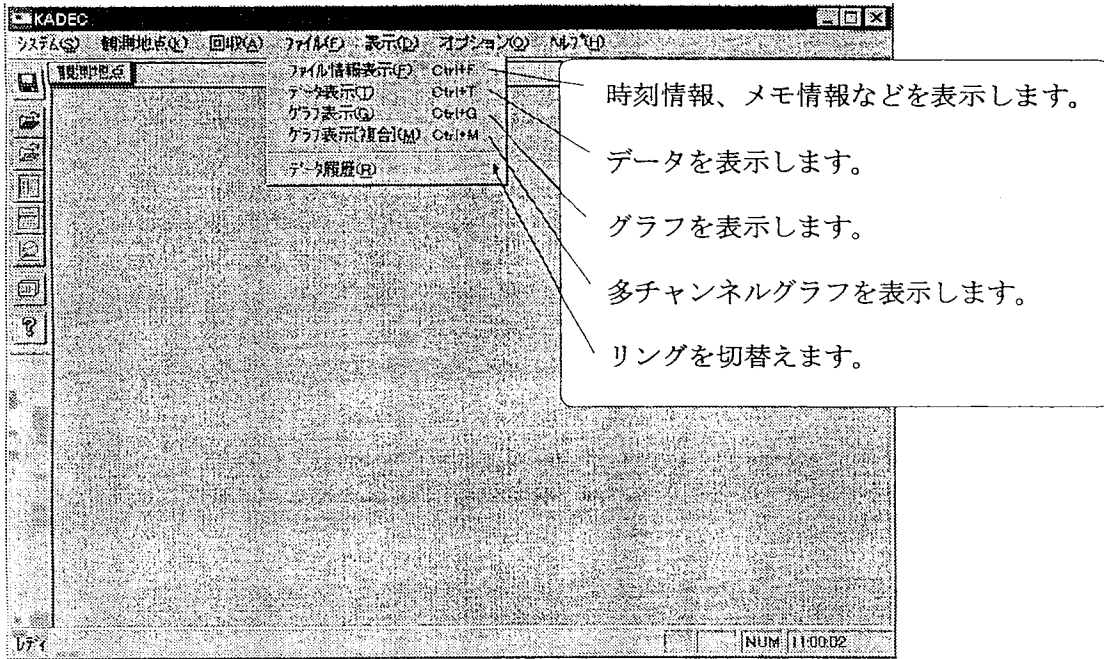 KADEC
システム(S) 観測地点(K) 回収(A) ファイル(F) 表示(D) オプション(O) ヘルプ(H)
観測地点
ファイル情報表示(F) Ctrl+F
データ表示(T) Ctrl+T
グラフ表示(G) Ctrl+G
グラフ表示[複合](M) Ctrl+M
データ履歴(R)
時刻情報、メモ情報などを表示します。
データを表示します。
グラフを表示します。
多チャンネルグラフを表示します。
リングを切替えます。
レディ
NUM 11:00:02